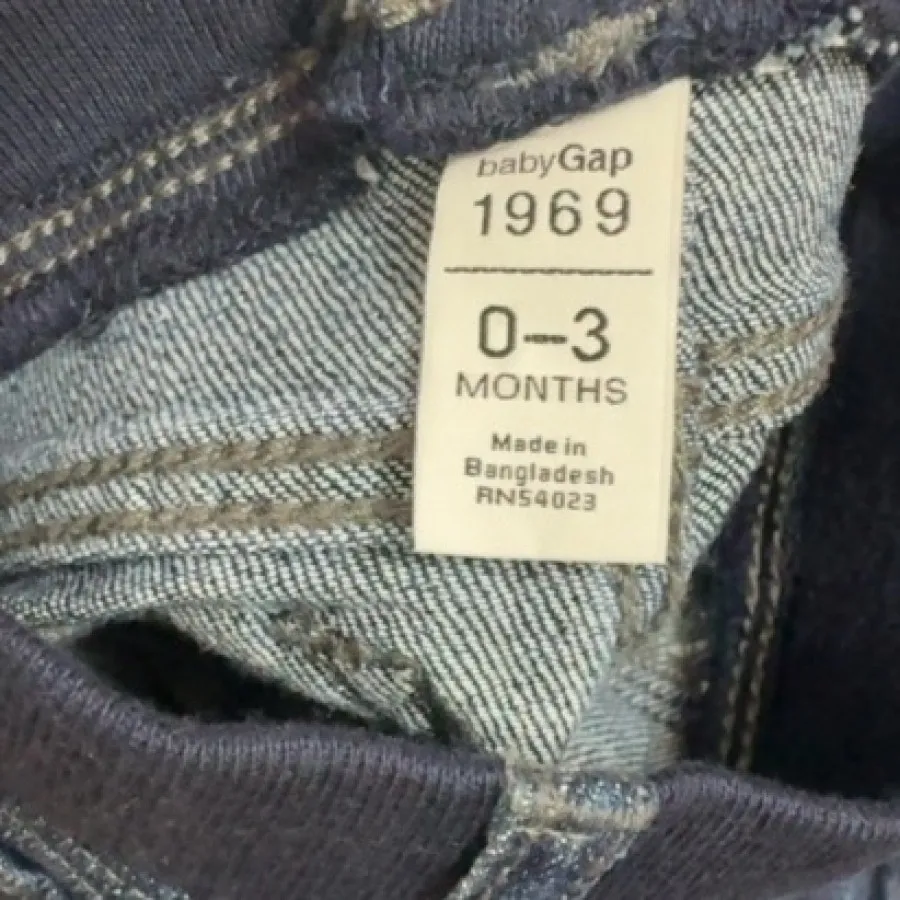 babyGap
1969
0–3
MONTHS
Made in
Bangladesh
RN54023